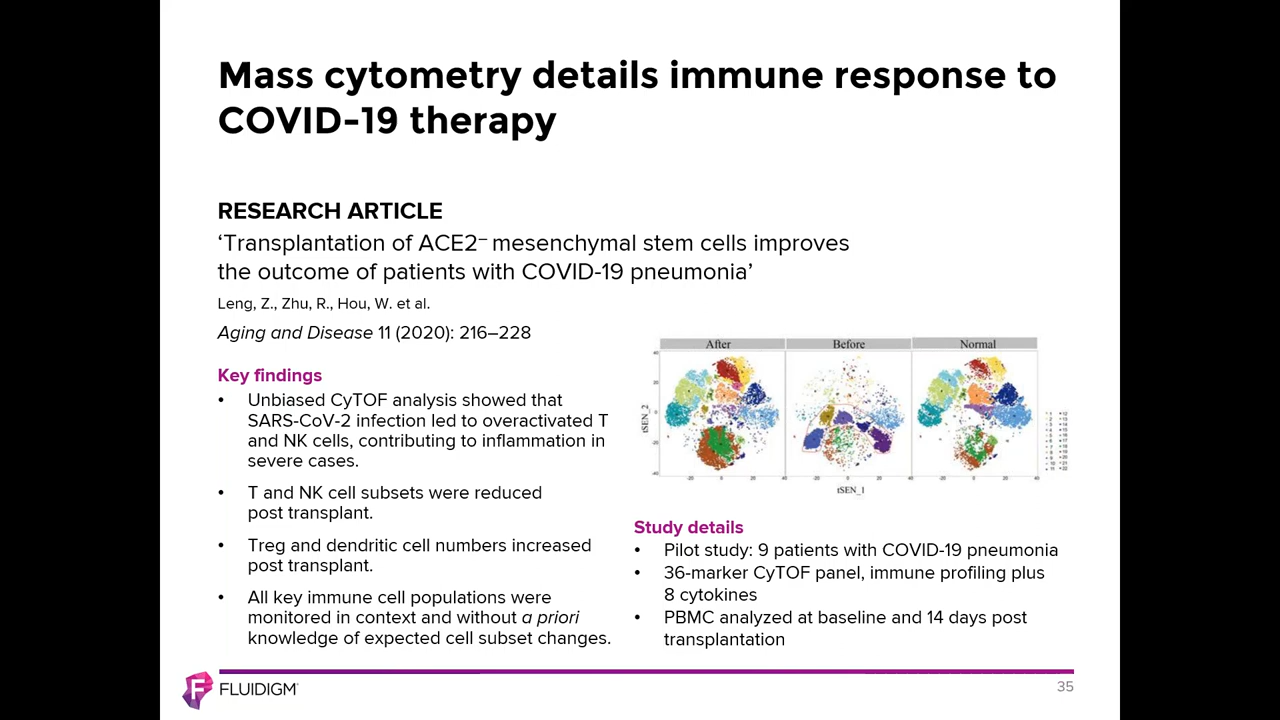 Mass cytometry details immune response to
COVID-19 therapy
RESEARCH ARTICLE
‘Transplantation of ACE2– mesenchymal stem cells improves
the outcome of patients with COVID-19 pneumonia’
Leng, Z., Zhu, R., Hou, W. et al.
Aging and Disease 11 (2020): 216–228
Key findings
• Unbiased CyTOF analysis showed that
SARS-CoV-2 infection led to overactivated T
and NK cells, contributing to inflammation in
severe cases.
• T and NK cell subsets were reduced
post transplant.
• Treg and dendritic cell numbers increased
post transplant.
• All key immune cell populations were
monitored in context and without a priori
knowledge of expected cell subset changes.
After Before Normal
tSEN_2
tSEN_1
Study details
• Pilot study: 9 patients with COVID-19 pneumonia
• 36-marker CyTOF panel, immune profiling plus
8 cytokines
• PBMC analyzed at baseline and 14 days post
transplantation
FLUIDIGM
35